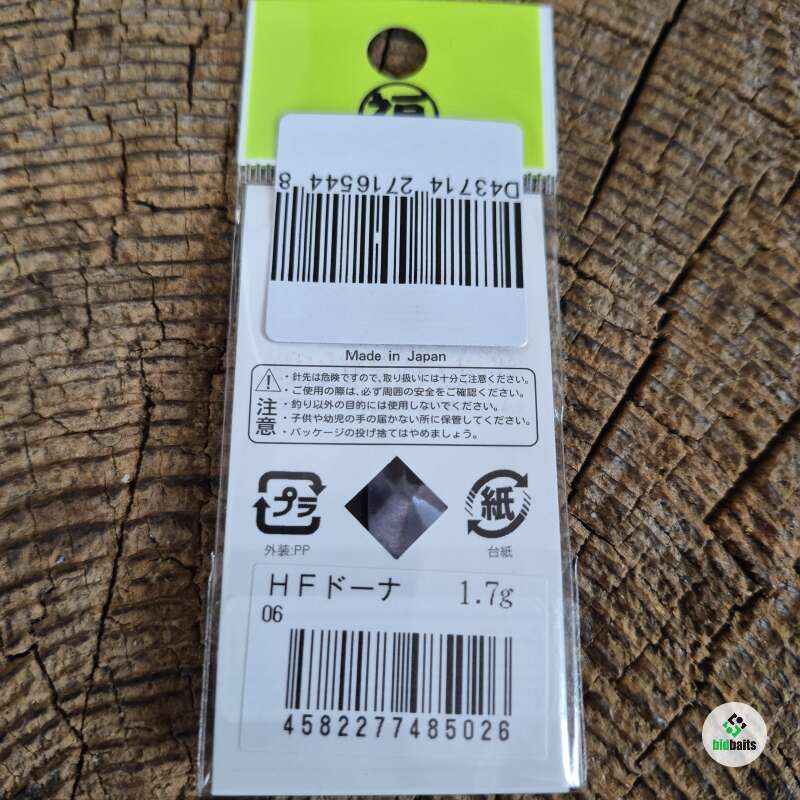 福
D43714 2716544 8
Made in Japan
・針先は危険ですので、取り扱いには十分ご注意ください。
・ご使用の際は、必ず周囲の安全をご確認ください。
・釣り以外の目的には使用しないでください。
・子供や幼児の手の届かない所に保管してください。
・パッケージの投げ捨てはやめましょう。
注意
プラ
紙
外装:PP
台紙
HFドーナ 1.7g
06
4582277485026
bidbaits